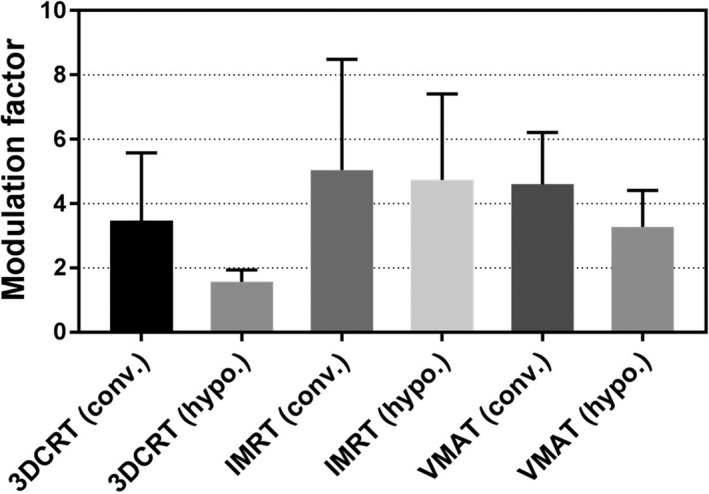 Modulation factor
10
8
6
4
2
0
3DCRT (conv.)
3DCRT (hypo.)
IMRT (conv.)
IMRT (hypo.)
VMAT (conv.)
VMAT (hypo.)